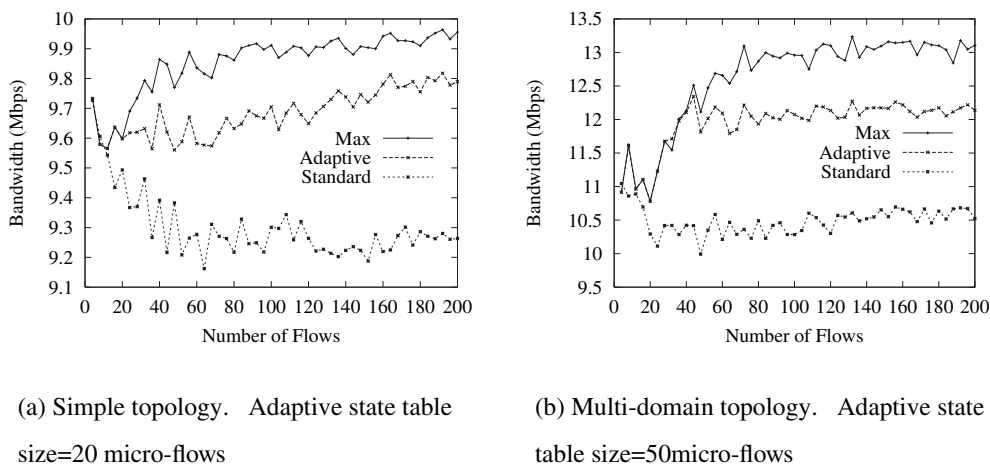 10
9.9
9.8
9.7
9.6
9.5
9.4
9.3
9.2
9.1
0 20 40 60 80 100 120 140 160 180 200
Bandwidth (Mbps)
Number of Flows
Max
Adaptive
Standard
13.5
13
12.5
12
11.5
11
10.5
10
9.5
0 20 40 60 80 100 120 140 160 180 200
Bandwidth (Mbps)
Number of Flows
Max
Adaptive
Standard
(a) Simple topology. Adaptive state table
size=20 micro-flows
(b) Multi-domain topology. Adaptive state
table size=50micro-flows